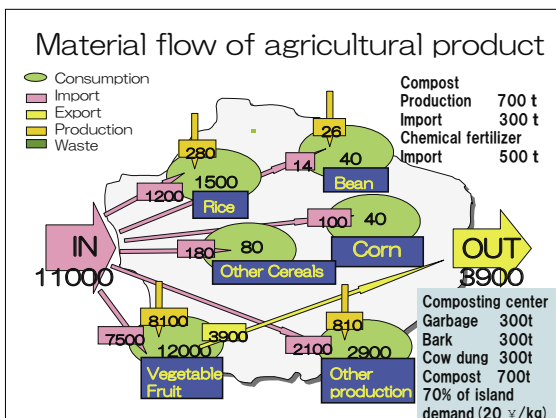 Material flow of agricultural product
Consumption
Import
Export
Production
Waste
Compost
Production 700 t
Import 300 t
Chemical fertilizer
Import 500 t
280
1500
1200
Rice
26
14
40
Bean
100
40
Corn
180
80
Other Cereals
IN
11000
OUT
3900
8100
7500
3900
12000
Vegetable
Fruit
810
2100
2900
Other
production
Composting center
Garbage 300t
Bark 300t
Cow dung 300t
Compost 700t
70% of island
demand (20 ¥/kg)